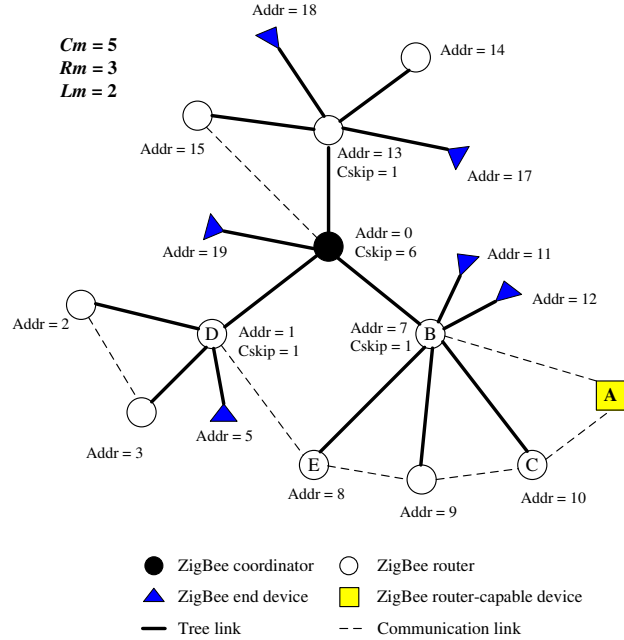 Addr = 18
Cm = 5
Rm = 3
Lm = 2
Addr = 14
Addr = 15
Addr = 13
Cskip = 1
Addr = 17
Addr = 0
Cskip = 6
Addr = 19
Addr = 11
Addr = 12
Addr = 2
D
Addr = 1
Cskip = 1
Addr = 7
Cskip = 1
B
A
Addr = 3
Addr = 5
E
C
Addr = 8
Addr = 9
Addr = 10
ZigBee coordinator
ZigBee router
ZigBee end device
ZigBee router-capable device
Tree link
Communication link